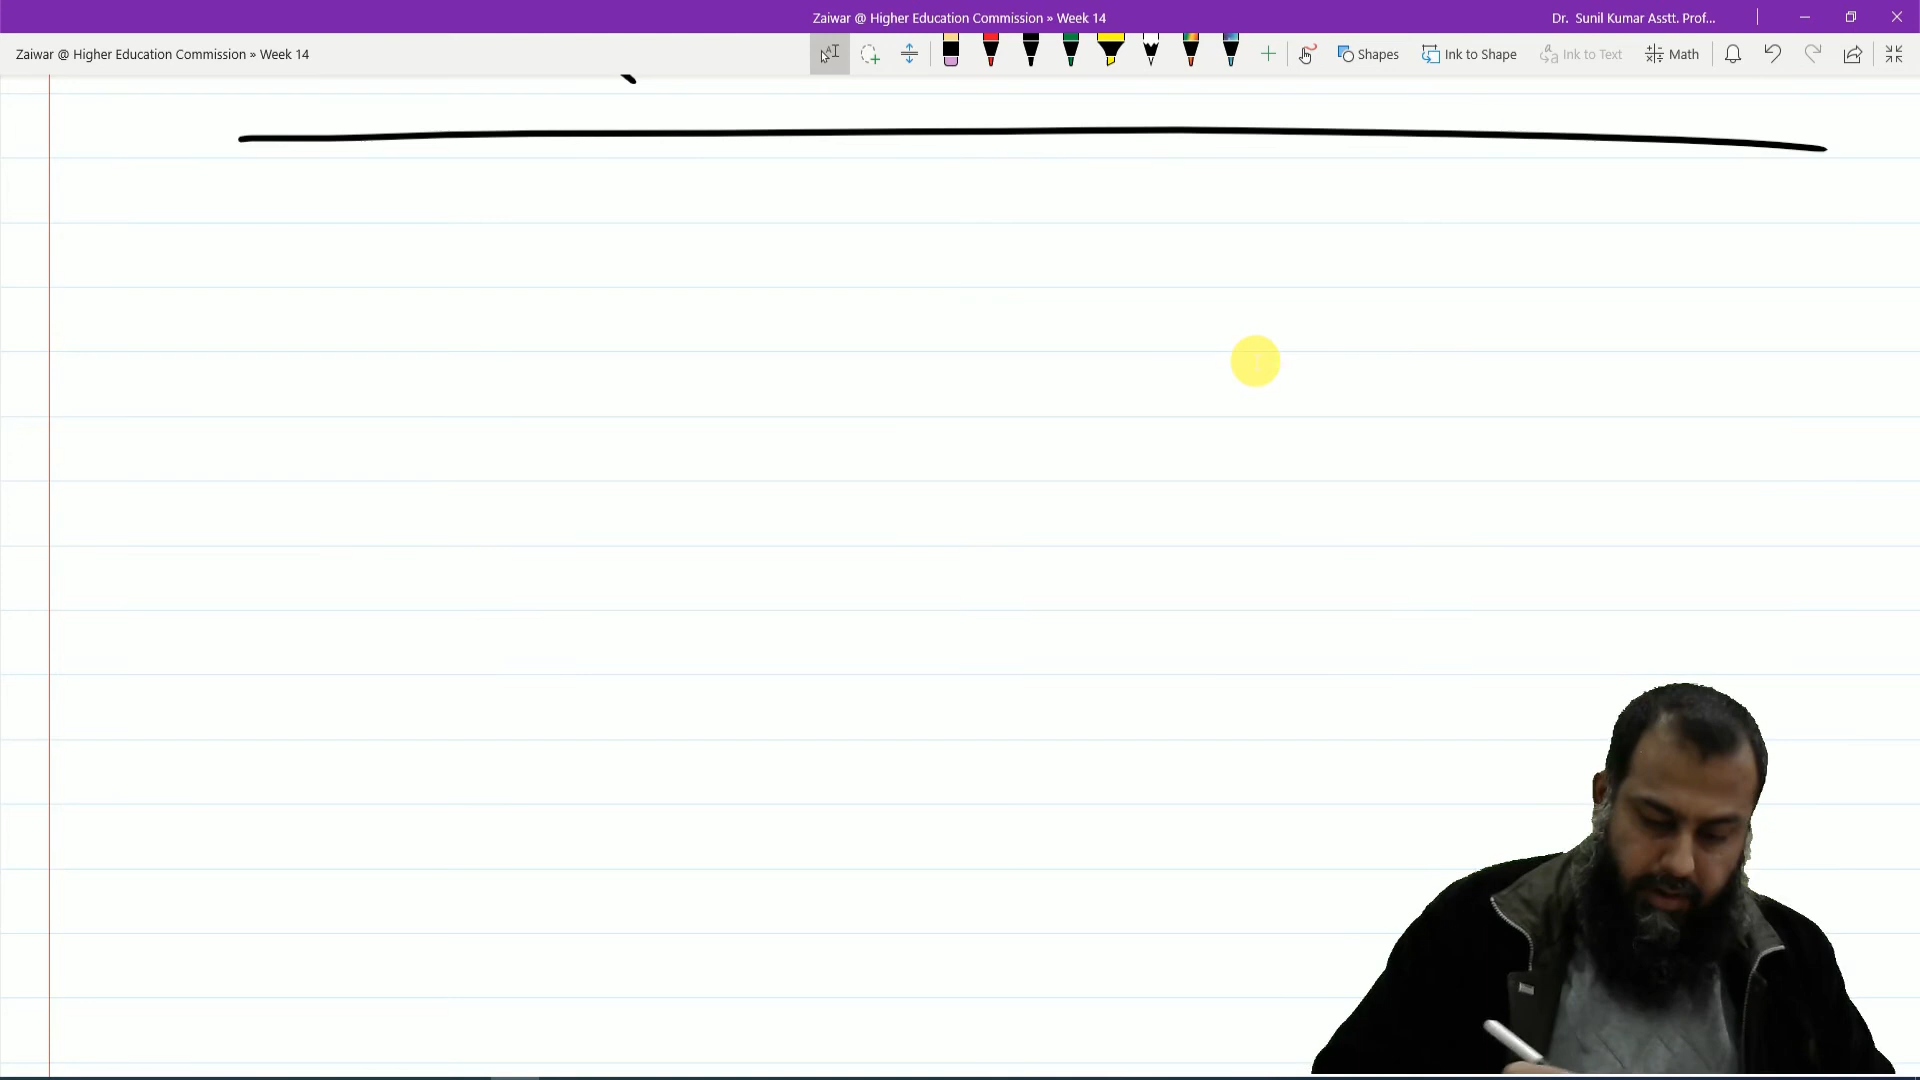 Zaiwar @ Higher Education Commission » Week 14
Dr. Sunil Kumar Asstt. Prof...
Zaiwar @ Higher Education Commission » Week 14
Shapes
Ink to Shape
Ink to Text
Math